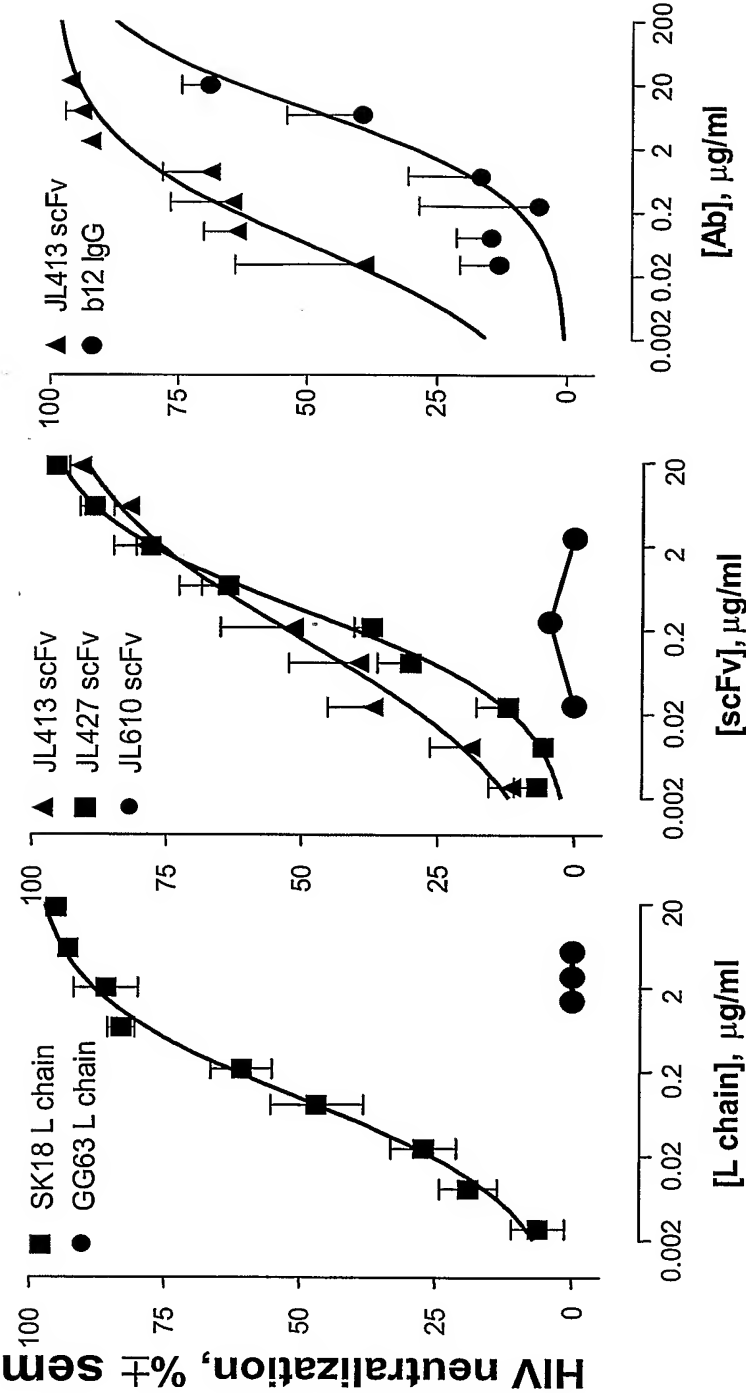 HIV neutralization, %± sem
100
75
50
25
0
SK18 L chain
GG63 L chain
0.002
0.02
0.2
2
20
[L chain], μg/ml
100
75
50
25
0
JL413 scFv
JL427 scFv
JL610 scFv
0.002
0.02
0.2
2
20
[scFv], μg/ml
100
75
50
25
0
JL413 scFv
b12 IgG
0.002
0.02
0.2
2
20
200
[Ab], μg/ml